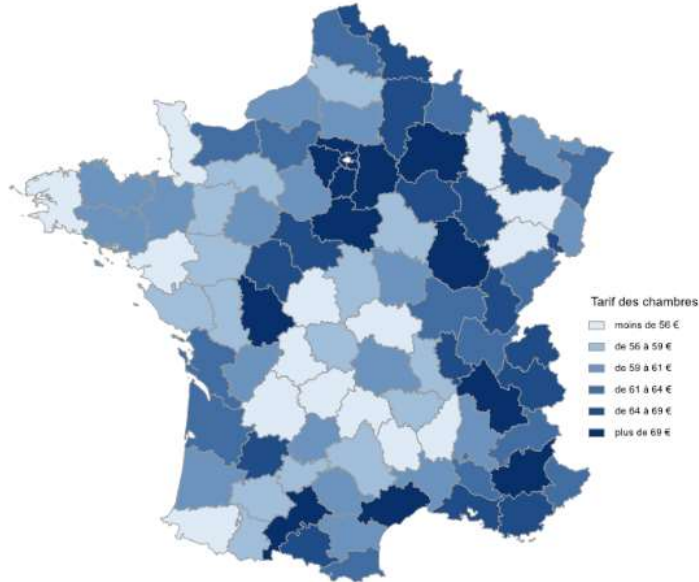 Tarif des chambres
moins de 56 €
de 56 à 59 €
de 59 à 61 €
de 61 à 64 €
de 64 à 69 €
plus de 69 €